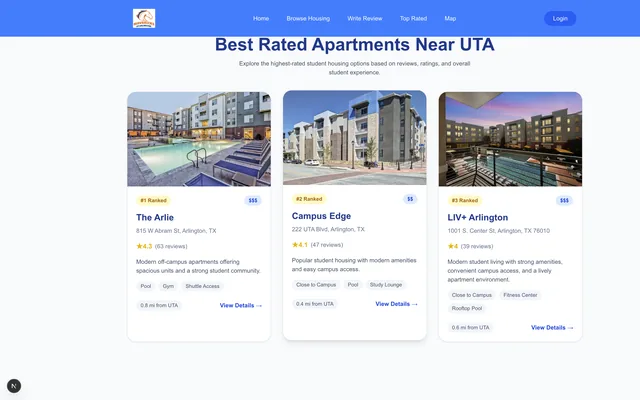 Home
Browse Housing
Write Review
Top Rated
Map
Login
Best Rated Apartments Near UTA
Explore the highest-rated student housing options based on reviews, ratings, and overall
student experience.
#1 Ranked
$$$
The Arlie
815 W Abram St, Arlington, TX
★4.3 (63 reviews)
Modern off-campus apartments offering
spacious units and a strong student community.
Pool
Gym
Shuttle Access
0.8 mi from UTA
View Details →
#2 Ranked
$$
Campus Edge
222 UTA Blvd, Arlington, TX
★4.1 (47 reviews)
Popular student housing with modern amenities
and easy campus access.
Close to Campus
Pool
Study Lounge
0.4 mi from UTA
View Details →
#3 Ranked
$$$
LIV+ Arlington
1001 S. Center St, Arlington, TX 76010
★4 (39 reviews)
Modern student living with strong amenities,
convenient campus access, and a lively
apartment environment.
Close to Campus
Fitness Center
Rooftop Pool
0.6 mi from UTA
View Details →
N